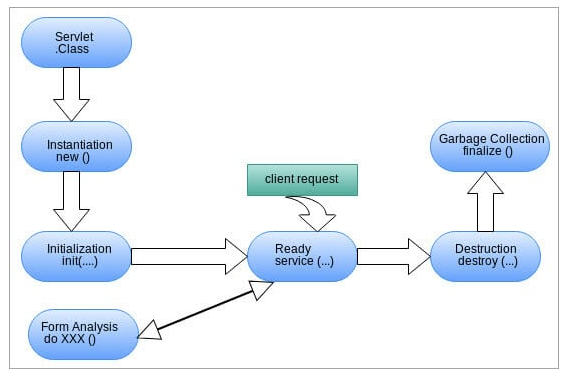 Servlet
.Class
Instantiation
new ()
Garbage Collection
finalize ()
client request
Initialization
init(....)
Ready
service (...)
Destruction
destroy (...)
Form Analysis
do XXX ()